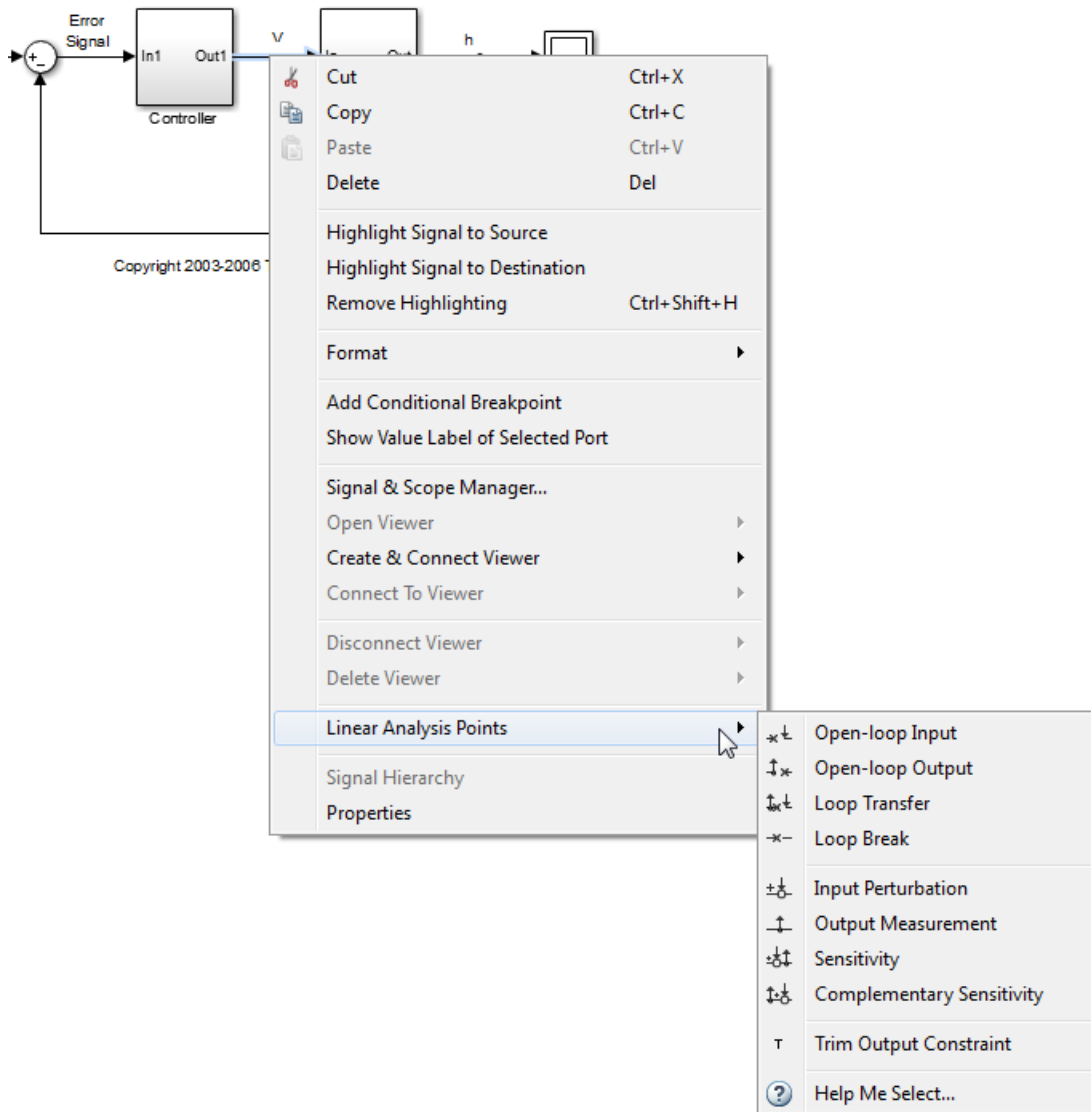 Error
Signal
V
h
In1 Out1
Controller
Copyright 2003-2006
Cut Ctrl+X
Copy Ctrl+C
Paste Ctrl+V
Delete Del
Highlight Signal to Source
Highlight Signal to Destination
Remove Highlighting Ctrl+Shift+H
Format
Add Conditional Breakpoint
Show Value Label of Selected Port
Signal & Scope Manager...
Open Viewer
Create & Connect Viewer
Connect To Viewer
Disconnect Viewer
Delete Viewer
Linear Analysis Points
Signal Hierarchy
Properties
Open-loop Input
Open-loop Output
Loop Transfer
Loop Break
Input Perturbation
Output Measurement
Sensitivity
Complementary Sensitivity
T Trim Output Constraint
? Help Me Select...